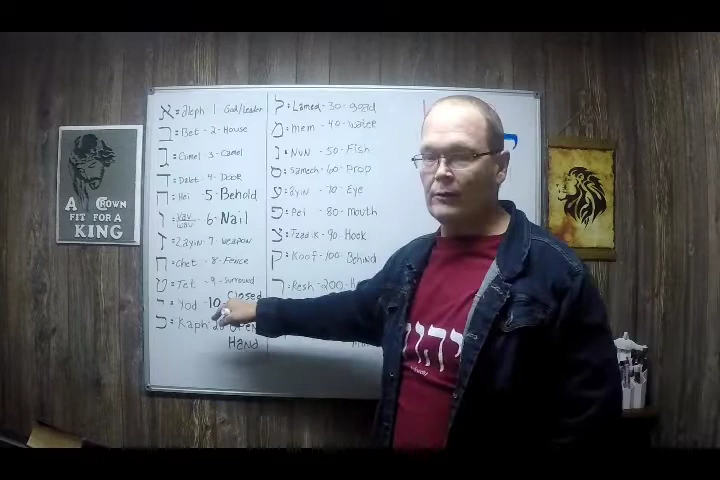 א = Aleph 1 God/Leader
ב = Bet - 2 - House
ג = Gimel 3 - Camel
ד = Dalet 4 - Door
ה = Hei 5 - Behold
ו = Vav/Waw 6 - Nail
ז = Zayin 7 - Weapon
ח = Chet - 8 - Fence
ט = Tet - 9 - Surround
י = Yod - 10 - Closed
כ = Kaph - 20 Open
Hand
ל = Lamed - 30 - goad
מ = mem - 40 - water
נ = Nun - 50 - Fish
ס = Samech - 60 - Prop
ע = Ayin - 70 - Eye
פ = Pei - 80 - Mouth
צ = Tzadik - 90 - Hook
ק = Koof - 100 - Behind
ר = Resh - 200 -
A CROWN
FIT FOR A
KING
יהו